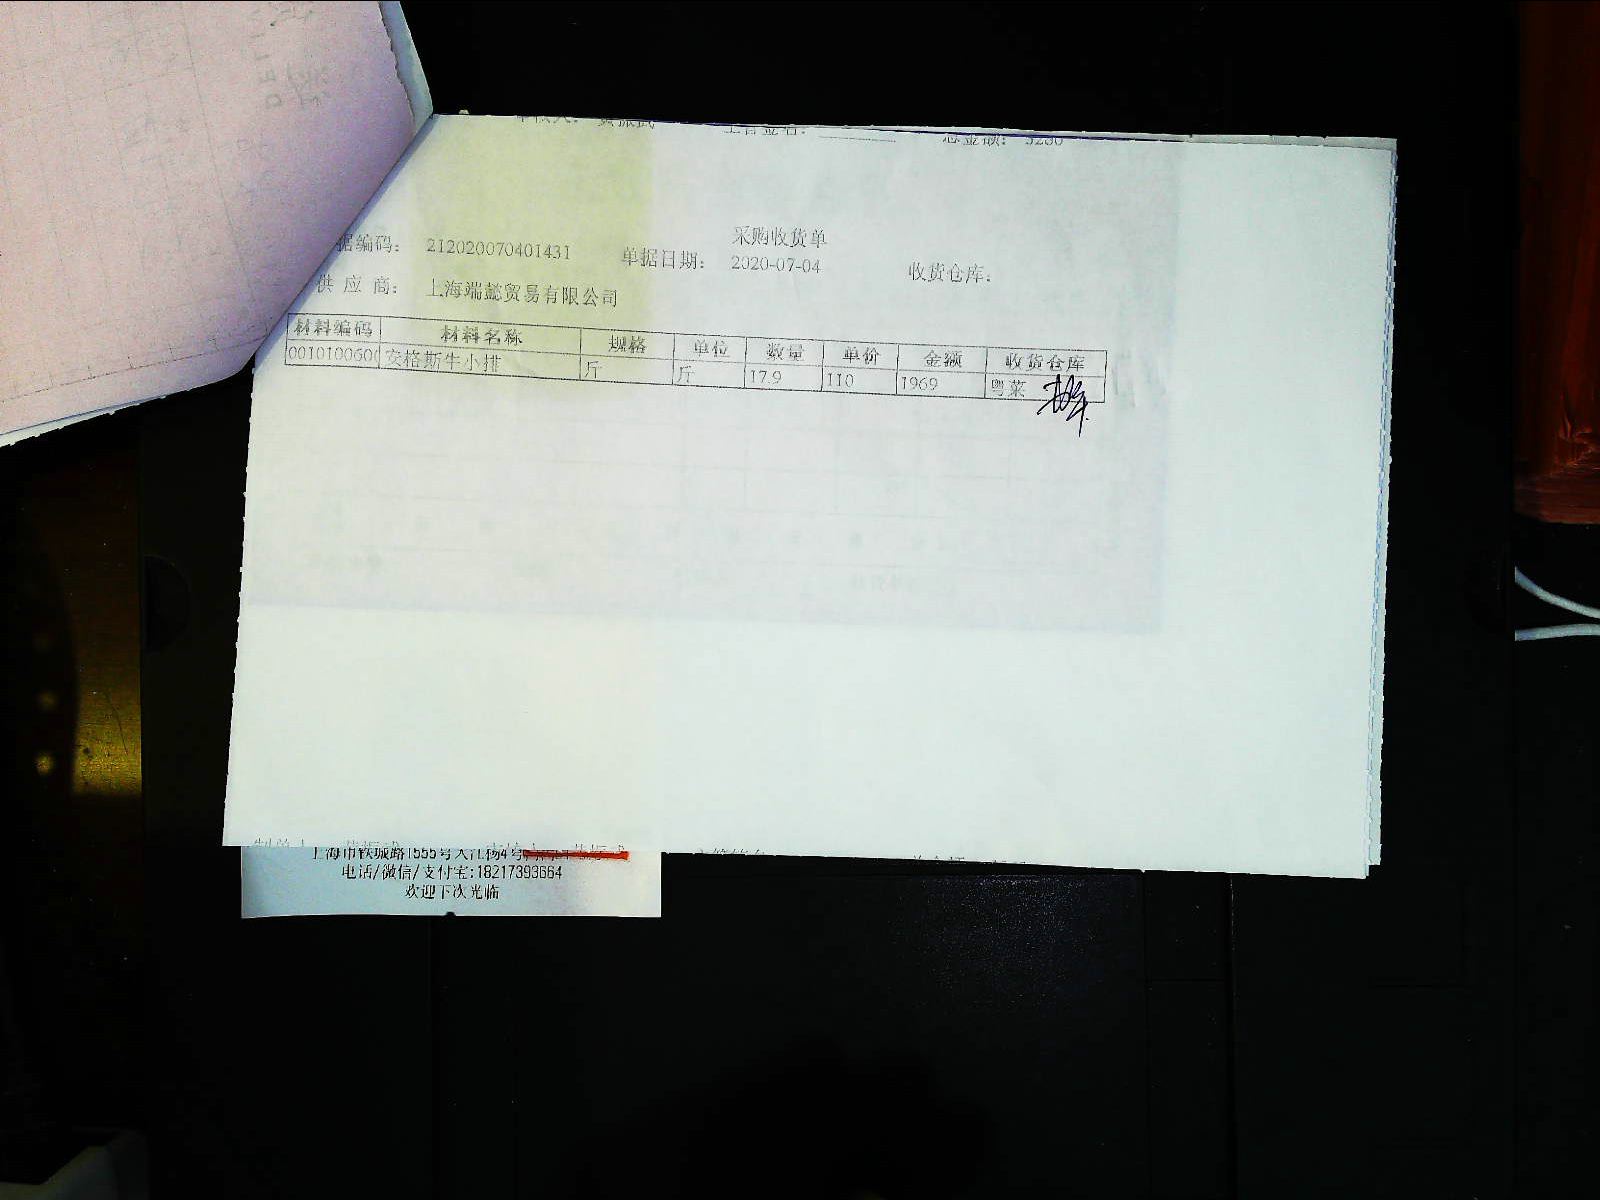 总金额: 3280
采购收货单
据编码: 212020070401431 单据日期: 2020-07-04 收货仓库:
供应商: 上海端懿贸易有限公司
材料编码 材料名称 规格 单位 数量 单价 金额 收货仓库
0010100600 安格斯牛小排 斤 斤 17.9 110 1969 粤菜
上海市铁城路1555号大江杨4号
电话/微信/支付宝:18217393664
欢迎下次光临